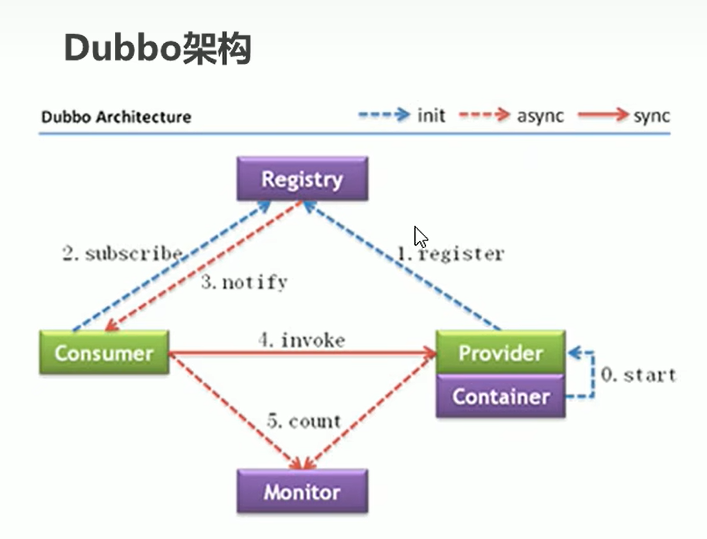 Dubbo架构
Dubbo Architecture
init
async
sync
Registry
2. subscribe
1. register
3. notify
Consumer
4. invoke
Provider
Container
0. start
5. count
Monitor